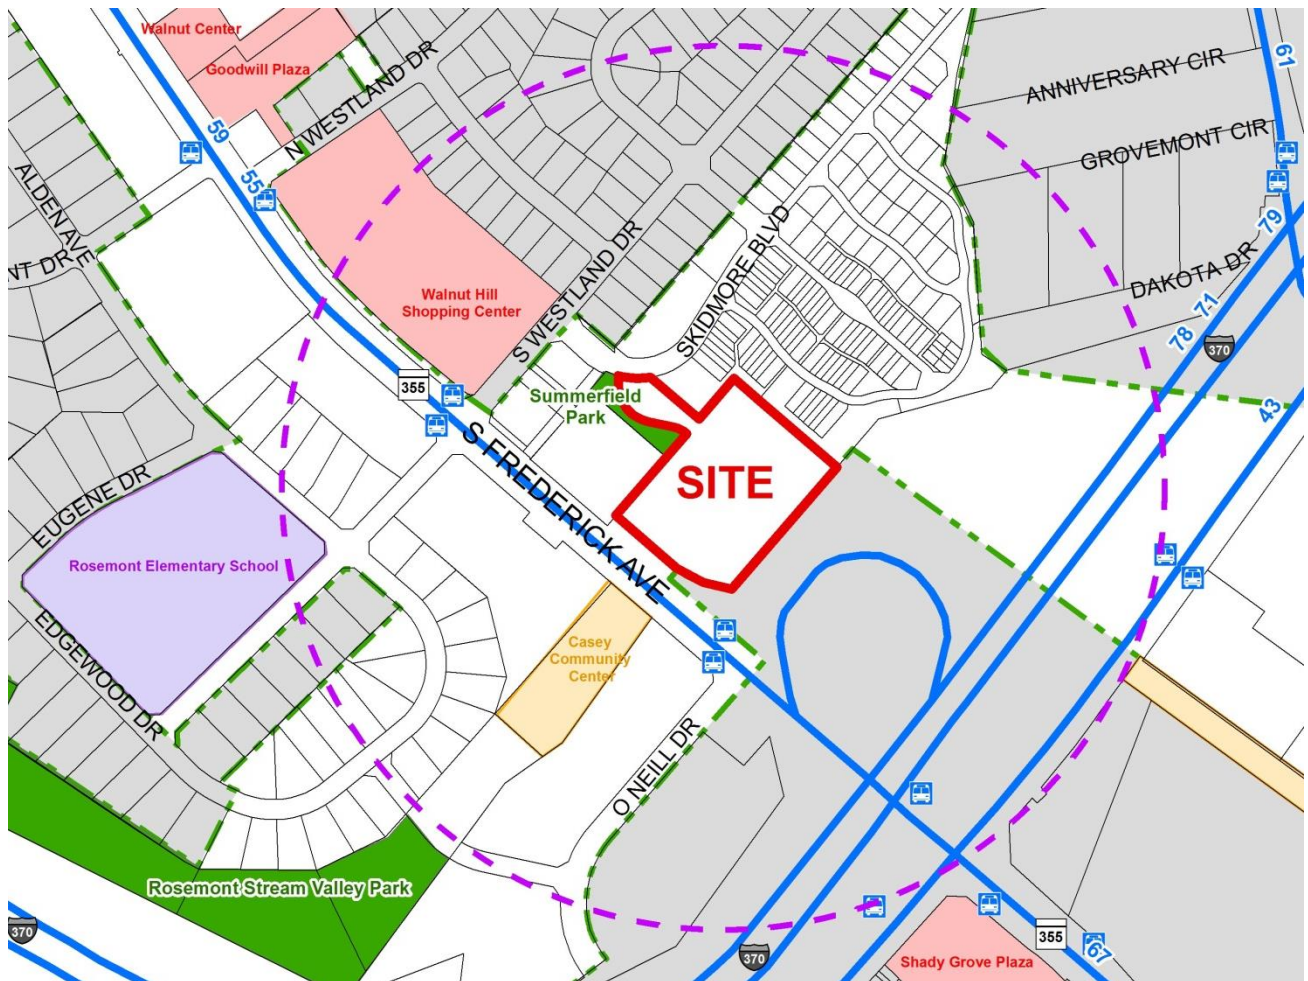 Walnut Center
Goodwill Plaza
N WESTLAND DR
59
55
61
ANNIVERSARY CIR
GROVEMONT CIR
ALDEN AVE
NT DR
79
DAKOTA DR
71
78
370
43
SKIDMORE BLVD
S WESTLAND DR
Walnut Hill
Shopping Center
355
Summerfield
Park
SITE
S FREDERICK AVE
EUGENE DR
Rosemont Elementary School
EDGEWOOD DR
Casey
Community
Center
O NEILL DR
Rosemont Stream Valley Park
370
370
355
67
Shady Grove Plaza